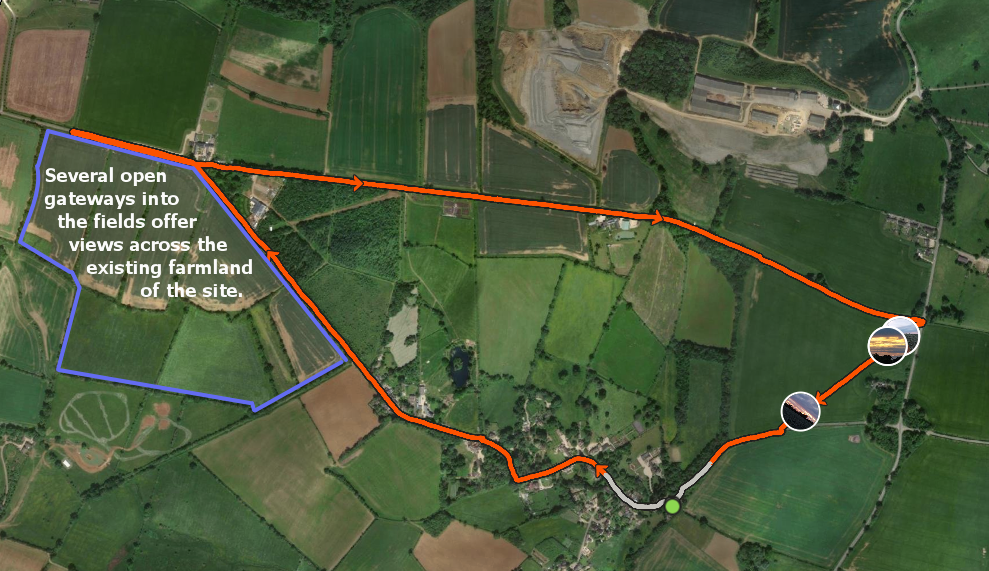 Several open
gateways into
the fields offer
views across the
existing farmland
of the site.